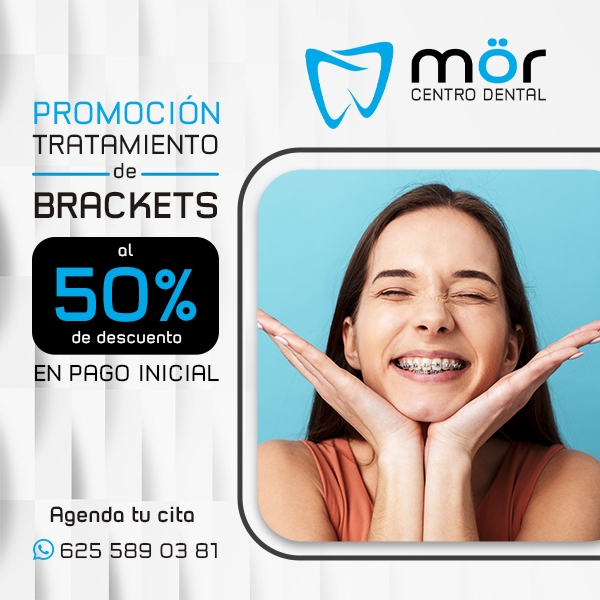 mör
CENTRO DENTAL
PROMOCIÓN
TRATAMIENTO
de
BRACKETS
al
50%
de descuento
EN PAGO INICIAL
Agenda tu cita
625 589 03 81